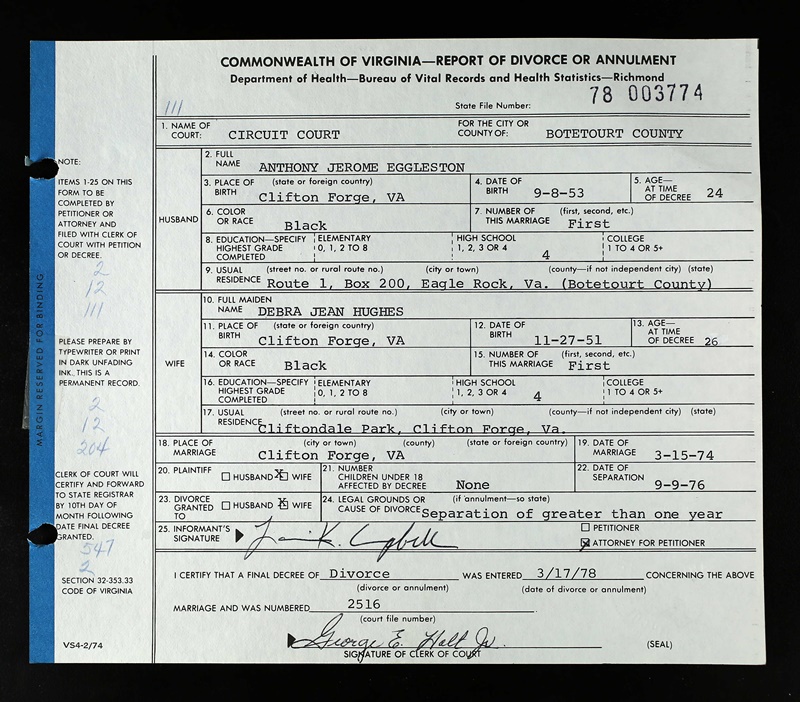 COMMONWEALTH OF VIRGINIA—REPORT OF DIVORCE OR ANNULMENT
Department of Health—Bureau of Vital Records and Health Statistics—Richmond
111 State File Number: 78 003774
1. NAME OF COURT: CIRCUIT COURT FOR THE CITY OR COUNTY OF: BOTETOURT COUNTY
HUSBAND
2. FULL NAME ANTHONY JEROME EGGLESTON
3. PLACE OF BIRTH (state or foreign country) Clifton Forge, VA 4. DATE OF BIRTH 9-8-53 5. AGE—AT TIME OF DECREE 24
6. COLOR OR RACE Black 7. NUMBER OF THIS MARRIAGE (first, second, etc.) First
8. EDUCATION—SPECIFY HIGHEST GRADE COMPLETED ELEMENTARY 0, 1, 2 TO 8 HIGH SCHOOL 1, 2, 3 OR 4 4 COLLEGE 1 TO 4 OR 5+
9. USUAL RESIDENCE (street no. or rural route no.) (city or town) (county—if not independent city) (state)
Route 1, Box 200, Eagle Rock, Va. (Botetourt County)
WIFE
10. FULL MAIDEN NAME DEBRA JEAN HUGHES
11. PLACE OF BIRTH (state or foreign country) Clifton Forge, VA 12. DATE OF BIRTH 11-27-51 13. AGE—AT TIME OF DECREE 26
14. COLOR OR RACE Black 15. NUMBER OF THIS MARRIAGE (first, second, etc.) First
16. EDUCATION—SPECIFY HIGHEST GRADE COMPLETED ELEMENTARY 0, 1, 2 TO 8 HIGH SCHOOL 1, 2, 3 OR 4 4 COLLEGE 1 TO 4 OR 5+
17. USUAL RESIDENCE (street no. or rural route no.) (city or town) (county—if not independent city) (state)
Cliftondale Park, Clifton Forge, Va.
18. PLACE OF MARRIAGE (city or town) (county) (state or foreign country) Clifton Forge, VA 19. DATE OF MARRIAGE 3-15-74
20. PLAINTIFF HUSBAND X WIFE 21. NUMBER CHILDREN UNDER 18 AFFECTED BY DECREE None 22. DATE OF SEPARATION 9-9-76
23. DIVORCE GRANTED TO HUSBAND X WIFE 24. LEGAL GROUNDS OR CAUSE OF DIVORCE (if annulment—so state) Separation of greater than one year
25. INFORMANT'S SIGNATURE K. Campbell PETITIONER
X ATTORNEY FOR PETITIONER
I CERTIFY THAT A FINAL DECREE OF Divorce WAS ENTERED 3/17/78 CONCERNING THE ABOVE
(divorce or annulment) (date of divorce or annulment)
MARRIAGE AND WAS NUMBERED 2516 .
(court file number)
George E. Holt Jr.
SIGNATURE OF CLERK OF COURT (SEAL)
MARGIN RESERVED FOR BINDING
NOTE:
ITEMS 1-25 ON THIS
FORM TO BE
COMPLETED BY
PETITIONER OR
ATTORNEY AND
FILED WITH CLERK OF
COURT WITH PETITION
OR DECREE.
2
12
111
PLEASE PREPARE BY
TYPEWRITER OR PRINT
IN DARK UNFADING
INK. THIS IS A
PERMANENT RECORD.
2
12
204
CLERK OF COURT WILL
CERTIFY AND FORWARD
TO STATE REGISTRAR
BY 10TH DAY OF
MONTH FOLLOWING
DATE FINAL DECREE
GRANTED.
547
2
SECTION 32-353.33
CODE OF VIRGINIA
VS4-2/74